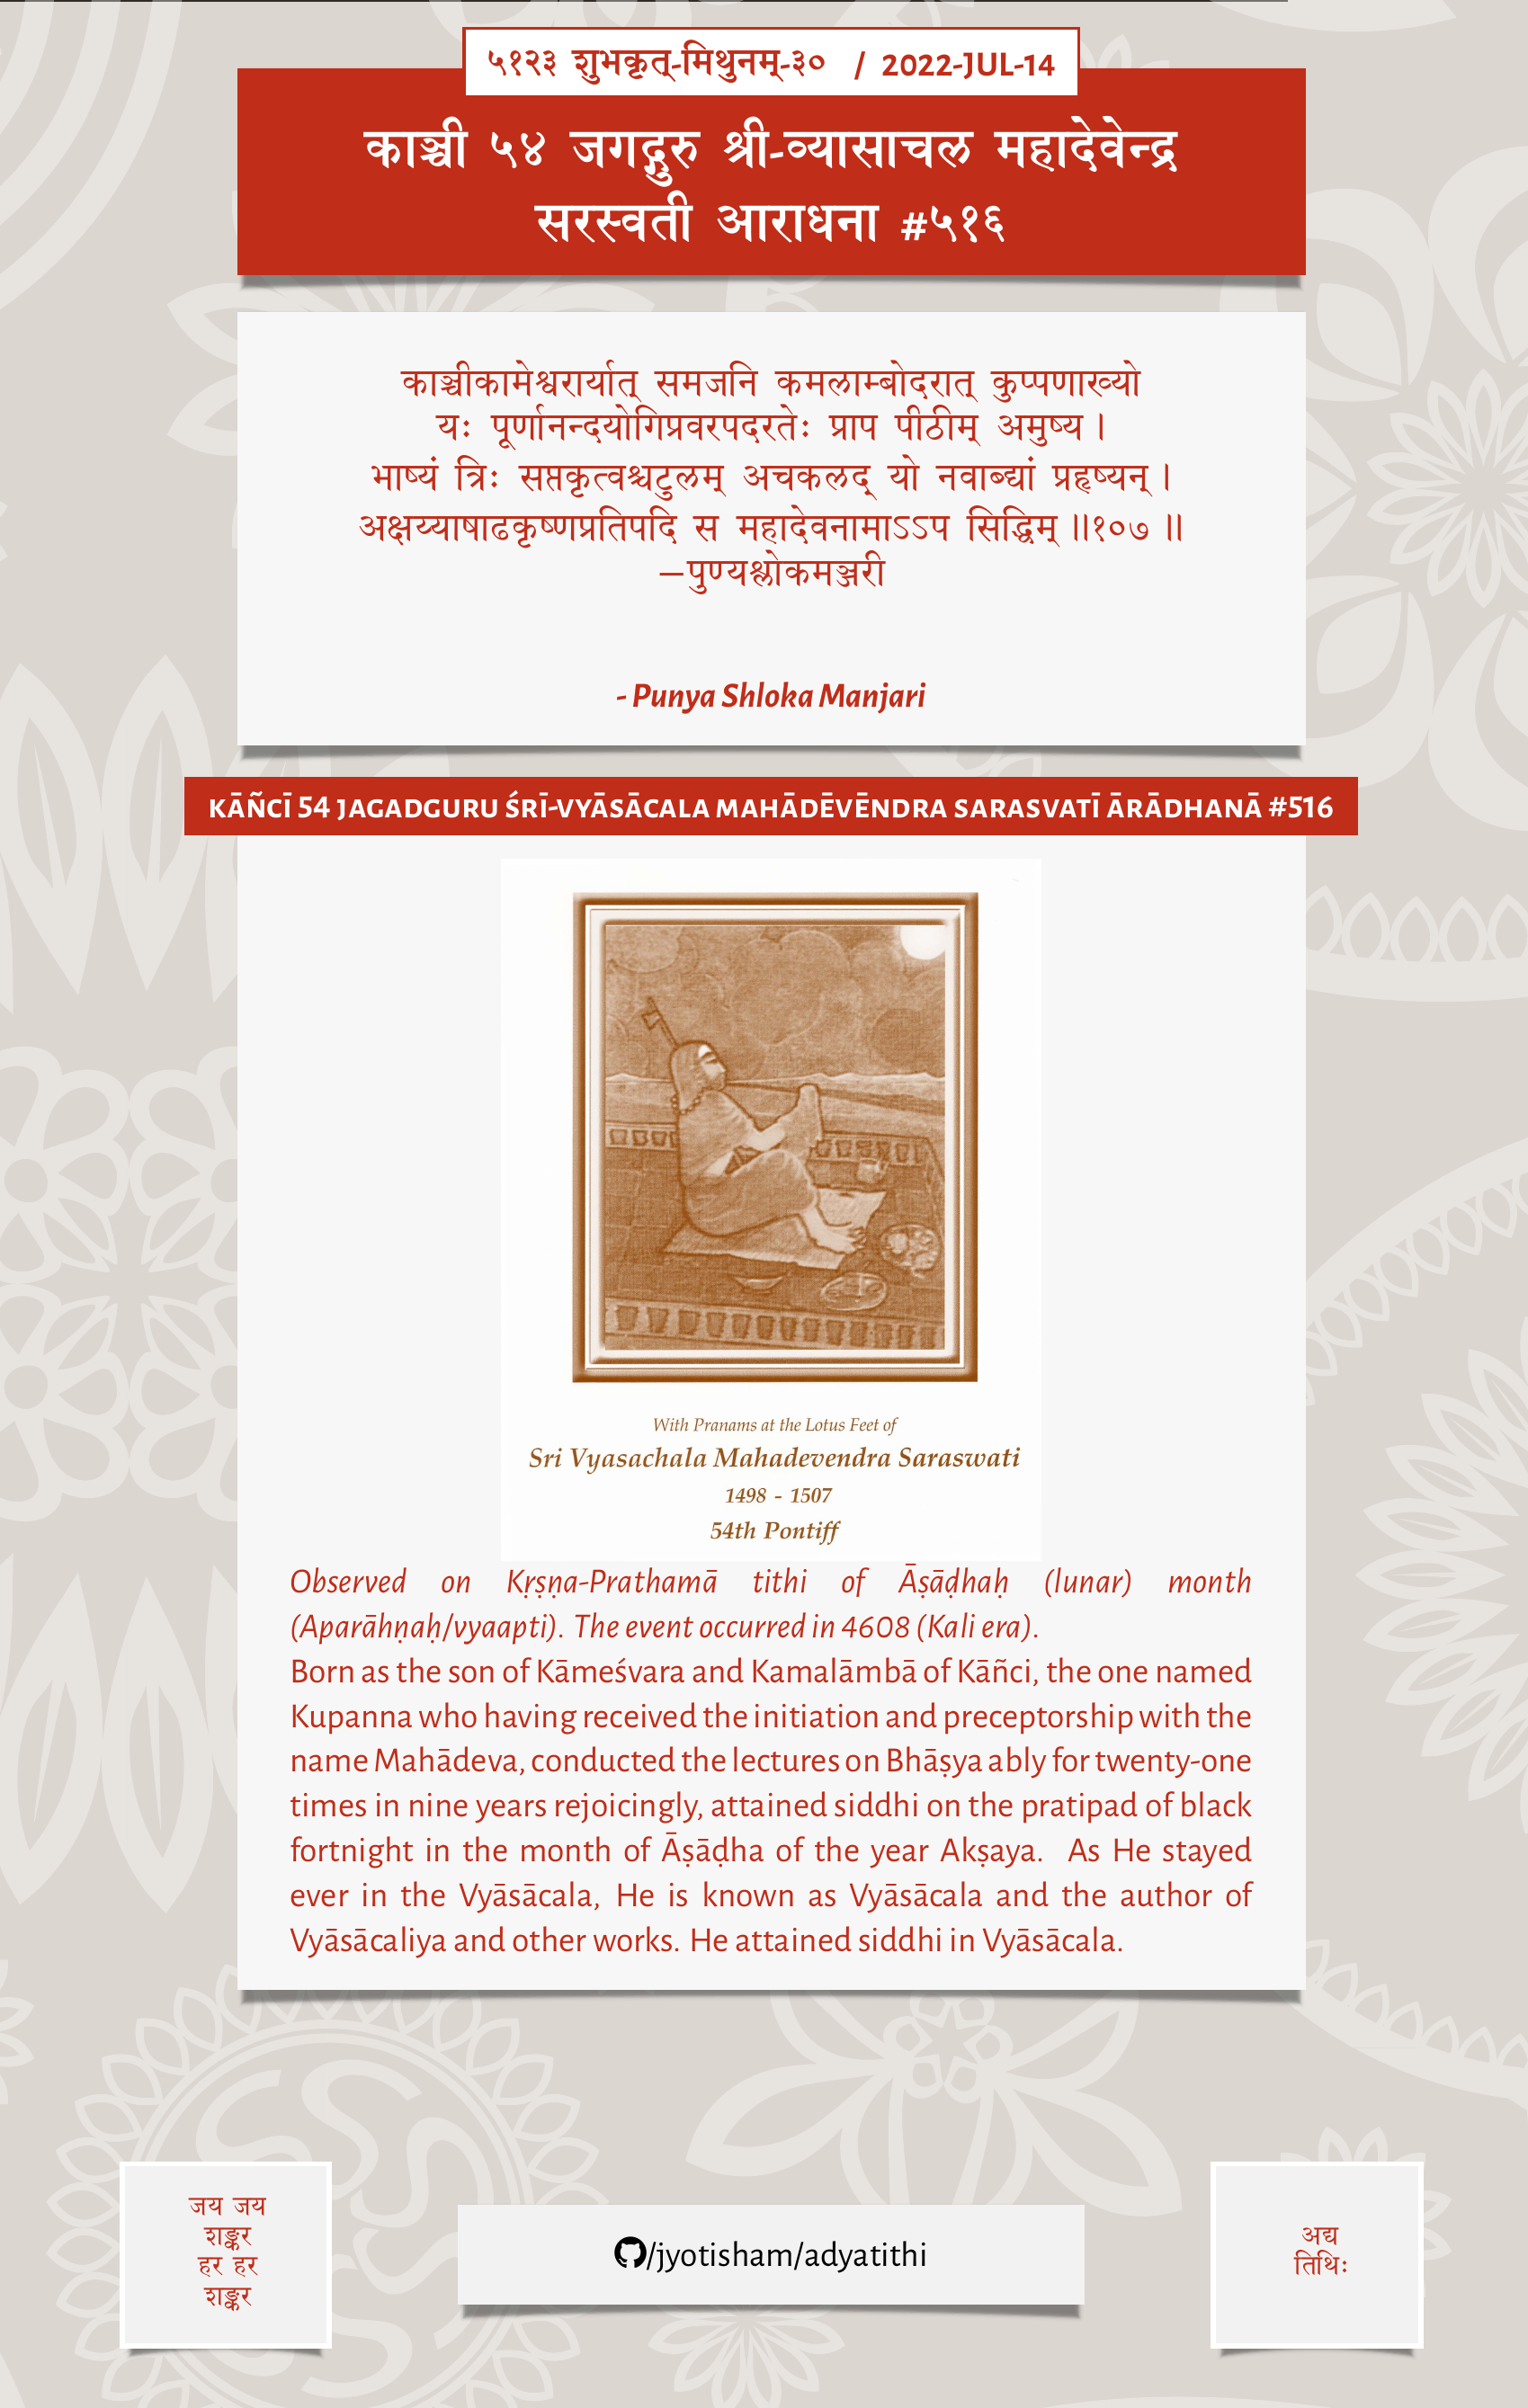 ५१२३ शुभकृत्-मिथुनम्-३० / 2022-JUL-14
काञ्ची ५४ जगद्गुरु श्री-व्यासाचल महादेवेन्द्र
सरस्वती आराधना #५१६
काञ्चीकामेश्वरार्यात् समजनि कमलाम्बोदरात् कुप्पणाख्यो
यः पूर्णानन्दयोगिप्रवरपदरतेः प्राप पीठीम् अमुष्य।
भाष्यं त्रिः सप्तकृत्वश्चटुलम् अचकलद् यो नवाब्द्यां प्रहृष्यन्।
अक्षय्याषाढकृष्णप्रतिपदि स महादेवनामाऽऽप सिद्धिम्॥१०७॥
—पुण्यश्लोकमञ्जरी
- Punya Shloka Manjari
KĀÑCĪ 54 JAGADGURU ŚRĪ-VYĀSĀCALA MAHĀDĒVĒNDRA SARASVATĪ ĀRĀDHANĀ #516
With Pranams at the Lotus Feet of
Sri Vyasachala Mahadevendra Saraswati
1498 - 1507
54th Pontiff
Observed on Kṛṣṇa-Prathamā tithi of Āṣāḍhaḥ (lunar) month
(Aparāhṇaḥ/vyaapti). The event occurred in 4608 (Kali era).
Born as the son of Kāmeśvara and Kamalāmbā of Kāñci, the one named
Kupanna who having received the initiation and preceptorship with the
name Mahādeva, conducted the lectures on Bhāṣya ably for twenty-one
times in nine years rejoicingly, attained siddhi on the pratipad of black
fortnight in the month of Āṣāḍha of the year Akṣaya. As He stayed
ever in the Vyāsācala, He is known as Vyāsācala and the author of
Vyāsācaliya and other works. He attained siddhi in Vyāsācala.
जय जय
शङ्कर
हर हर
शङ्कर
/jyotisham/adyatithi
अद्य
तिथिः